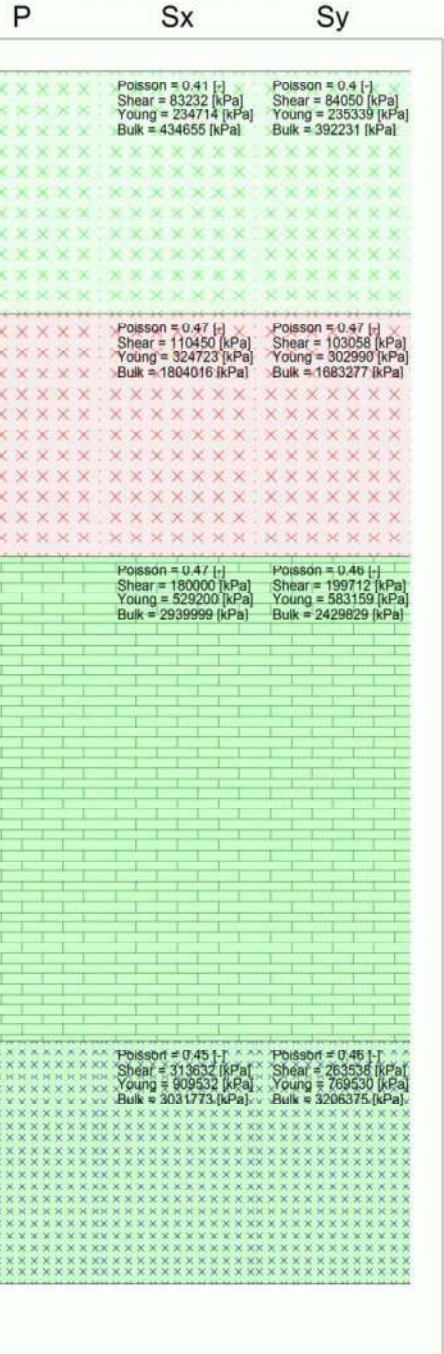 P Sx Sy
Poisson = 0.41 [-] Poisson = 0.4 [-]
Shear = 83232 [kPa] Shear = 84050 [kPa]
Young = 234714 [kPa] Young = 235339 [kPa]
Bulk = 434655 [kPa] Bulk = 392231 [kPa]
Poisson = 0.47 [-] Poisson = 0.47 [-]
Shear = 110450 [kPa] Shear = 103058 [kPa]
Young = 324723 [kPa] Young = 302990 [kPa]
Bulk = 1804016 [kPa] Bulk = 1683277 [kPa]
Poisson = 0.47 [-] Poisson = 0.46 [-]
Shear = 180000 [kPa] Shear = 199712 [kPa]
Young = 529200 [kPa] Young = 583159 [kPa]
Bulk = 2939999 [kPa] Bulk = 2429829 [kPa]
Poisson = 0.45 [-] Poisson = 0.46 [-]
Shear = 313632 [kPa] Shear = 263538 [kPa]
Young = 909532 [kPa] Young = 769530 [kPa]
Bulk = 3031773 [kPa] Bulk = 3206375 [kPa]